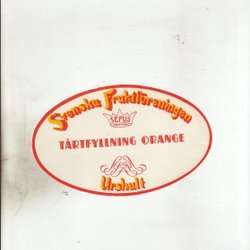 Svenska Fruktföreningen
SEFUS
TÅRTFYLLNING ORANGE
Urshult